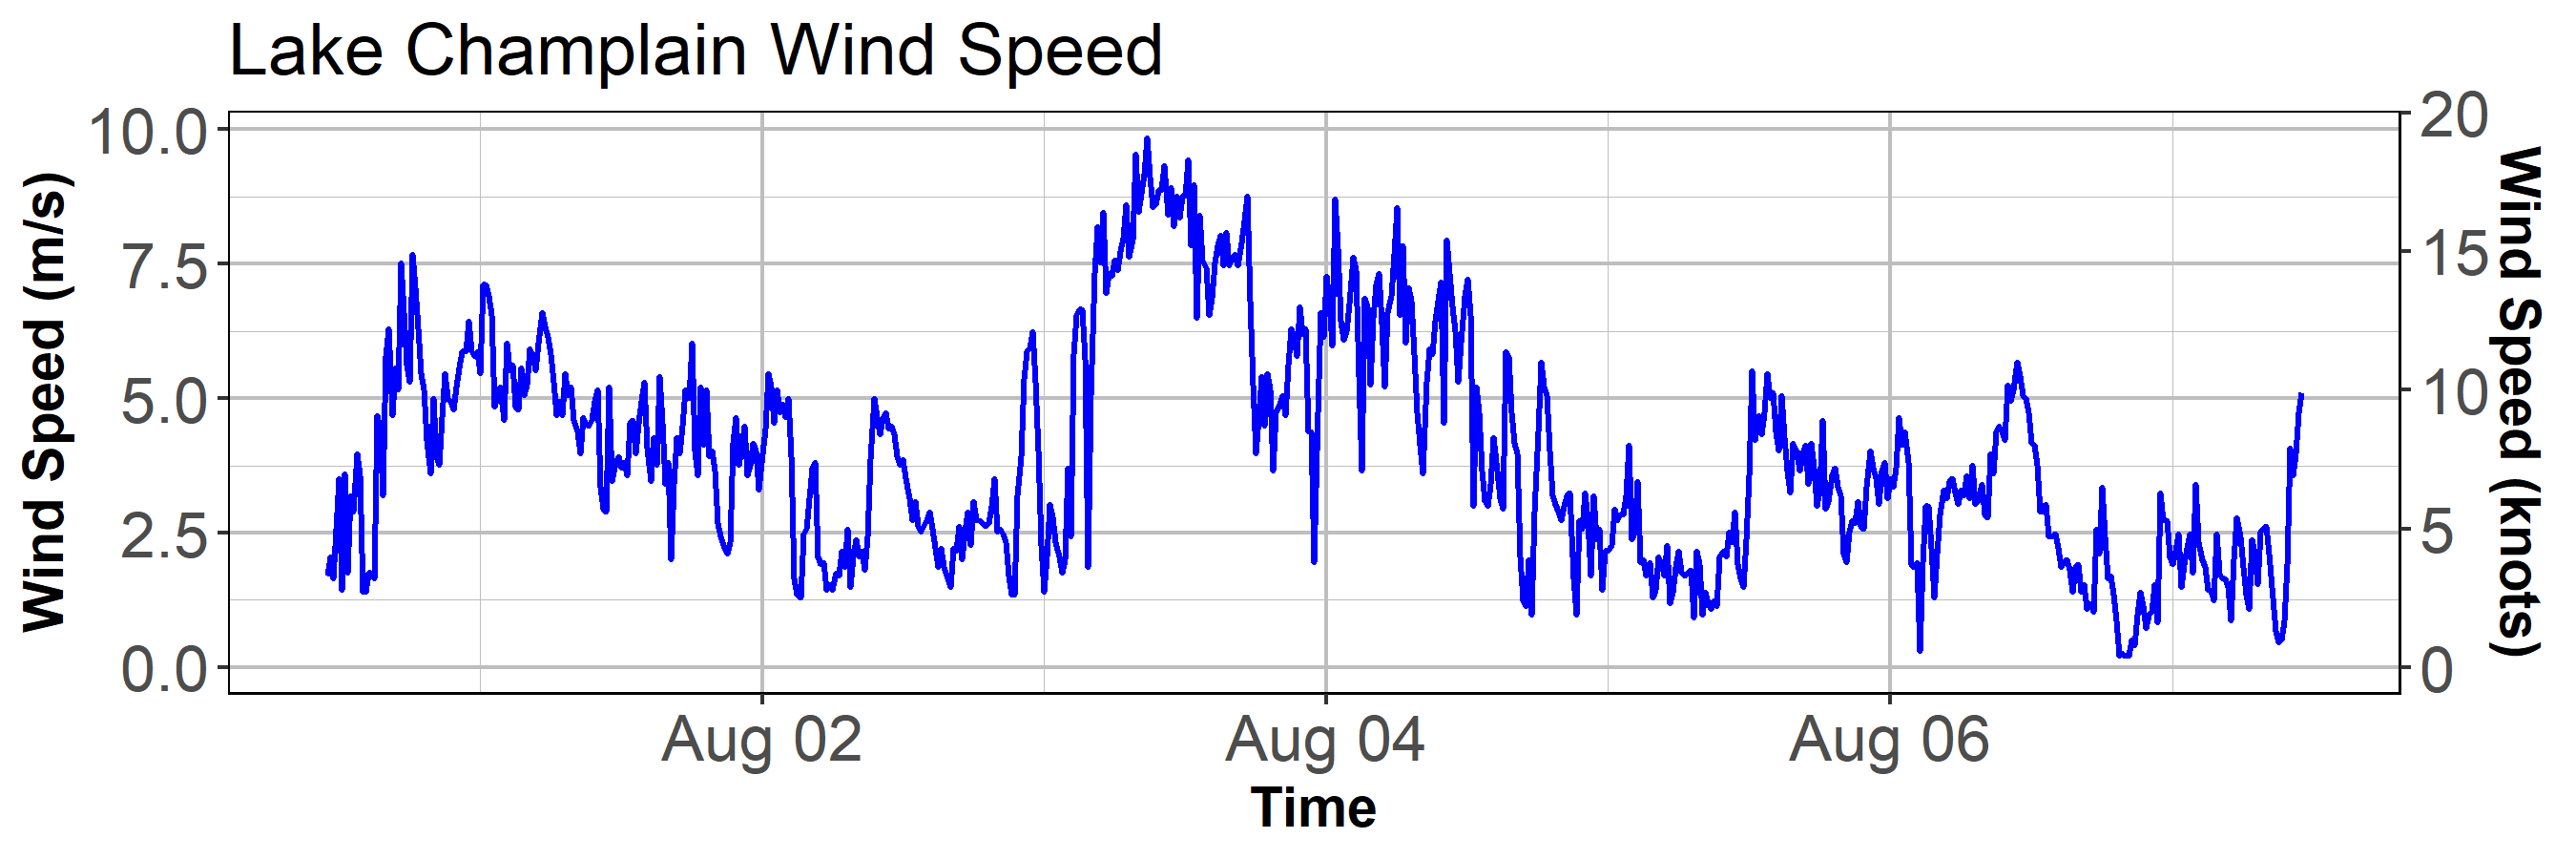 Lake Champlain Wind Speed
10.0
7.5
5.0
2.5
0.0
Wind Speed (m/s)
20
15
10
5
0
Wind Speed (knots)
Aug 02
Aug 04
Aug 06
Time